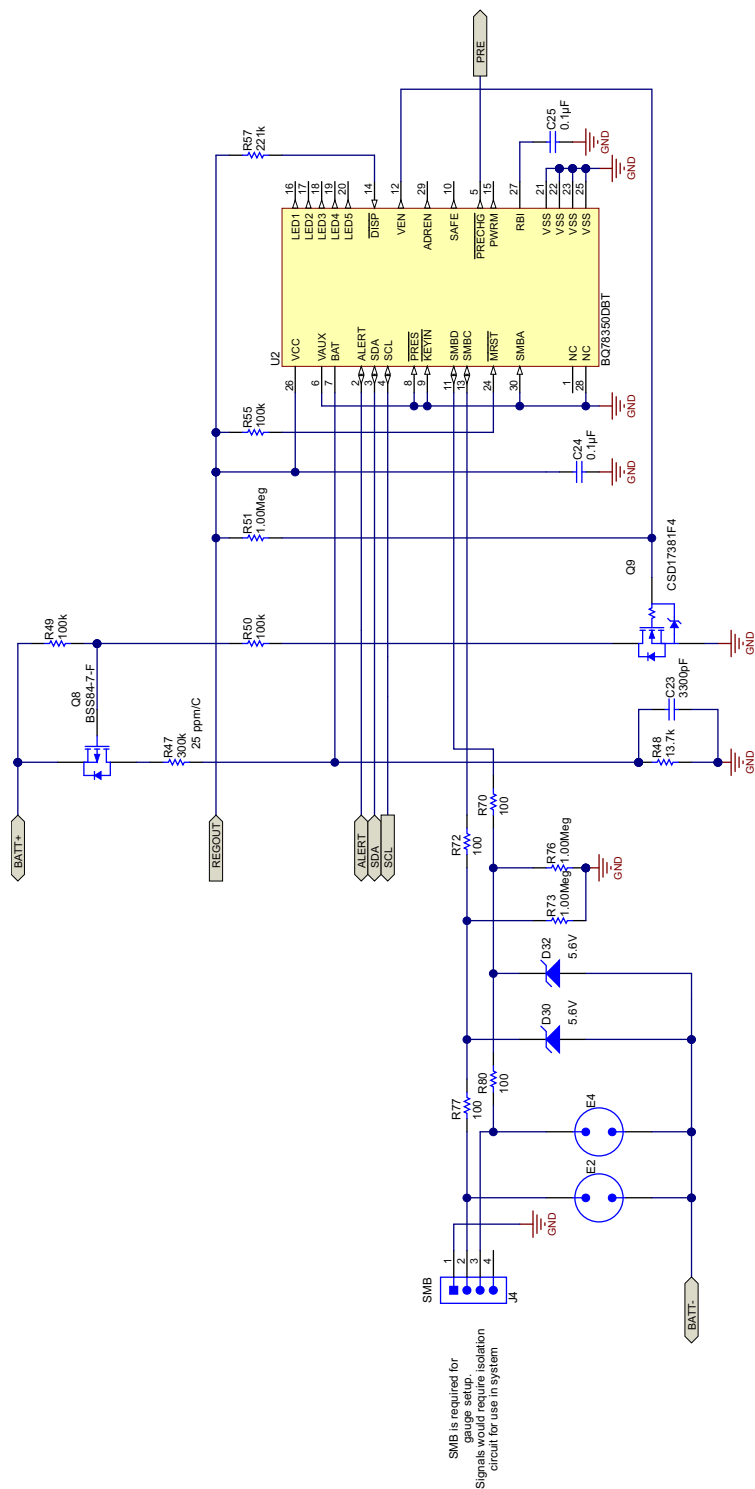 BATT+
R49
100k
Q8
BSS84-7-F
R47
300k
25 ppm/C
R50
100k
R51
1.00Meg
R55
100k
R57
221k
REGOUT
ALERT
SDA
SCL
PRE
U2
26
VCC
6
VAUX
7
BAT
2
ALERT
3
SDA
4
SCL
8
PRES
9
KEYIN
11
SMBD
13
SMBC
24
MRST
30
SMBA
1
NC
28
NC
LED1
16
LED2
17
LED3
18
LED4
19
LED5
20
DISP
14
VEN
12
ADREN
29
SAFE
10
PRECHG
5
PWRM
15
RBI
27
VSS
21
VSS
22
VSS
23
VSS
25
BQ78350DBT
C25
0.1µF
GND
GND
GND
C24
0.1µF
GND
Q9
CSD17381F4
GND
C23
3300pF
R48
13.7k
GND
R72
100
R70
100
R76
1.00Meg
R73
1.00Meg
GND
D32
5.6V
D30
5.6V
R77
100
R80
100
E4
E2
GND
SMB
1
2
3
4
J4
BATT-
SMB is required for
gauge setup.
Signals would require isolation
circuit for use in system